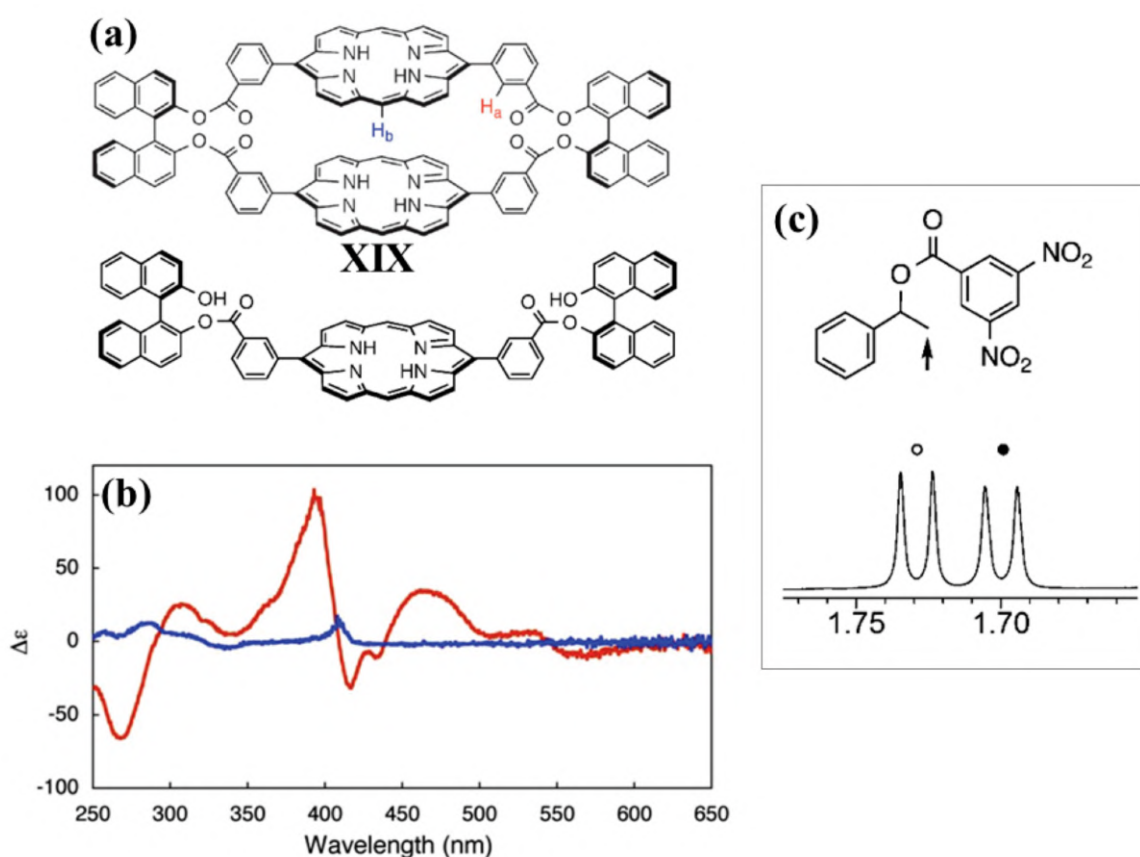 (a)
NH N
N HN
O O
O O
H_a
H_b
O O
O O
NH N
N HN
XIX
OH O
O
HO O
O
NH N
N HN
(b)
100
50
0
-50
-100
Δε
250 300 350 400 450 500 550 600 650
Wavelength (nm)
(c)
O
NO₂
O
NO₂
1.75 1.70